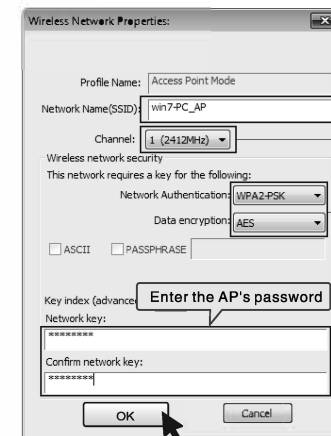 Wireless Network Properties:
Profile Name: Access Point Mode
Network Name(SSID): win7-PC_AP
Channel: 1 (2412MHz)
Wireless network security
This network requires a key for the following:
Network Authentication: WPA2-PSK
Data encryption: AES
ASCII PASSPHRASE
Key index (advance
Enter the AP's password
Network key:
********
Confirm network key:
********
OK Cancel